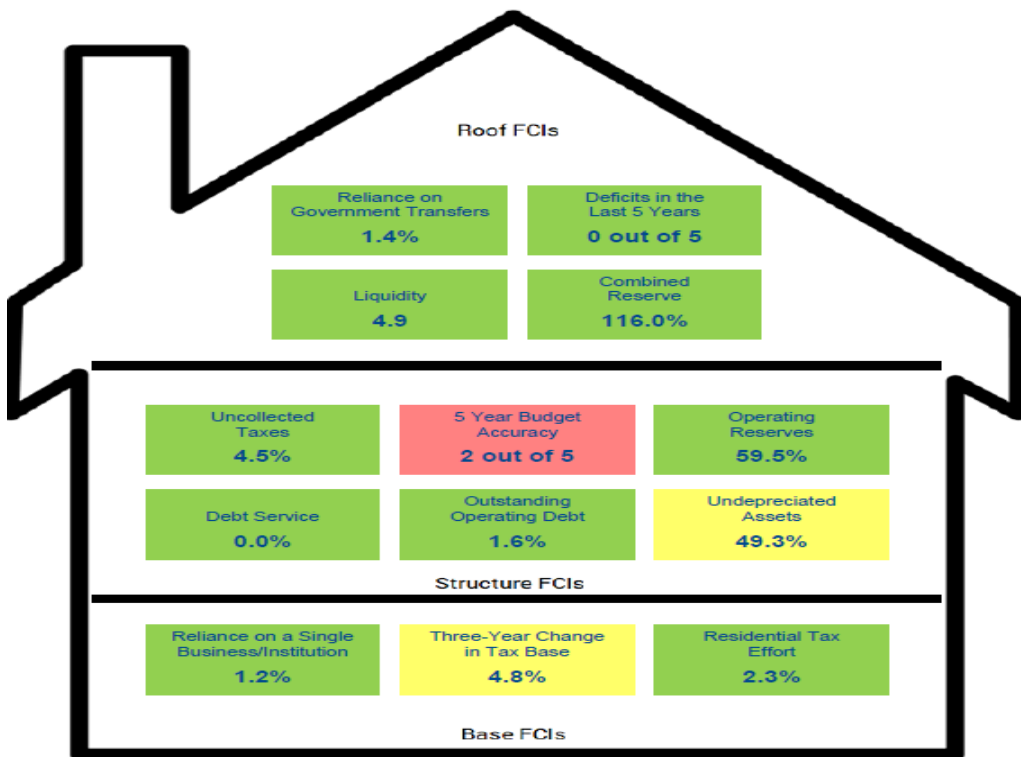 Roof FCIs
Reliance on
Government Transfers
1.4%
Deficits in the
Last 5 Years
0 out of 5
Liquidity
4.9
Combined
Reserve
116.0%
Uncollected
Taxes
4.5%
5 Year Budget
Accuracy
2 out of 5
Operating
Reserves
59.5%
Debt Service
0.0%
Outstanding
Operating Debt
1.6%
Undepreciated
Assets
49.3%
Structure FCIs
Reliance on a Single
Business/Institution
1.2%
Three-Year Change
in Tax Base
4.8%
Residential Tax
Effort
2.3%
Base FCIs